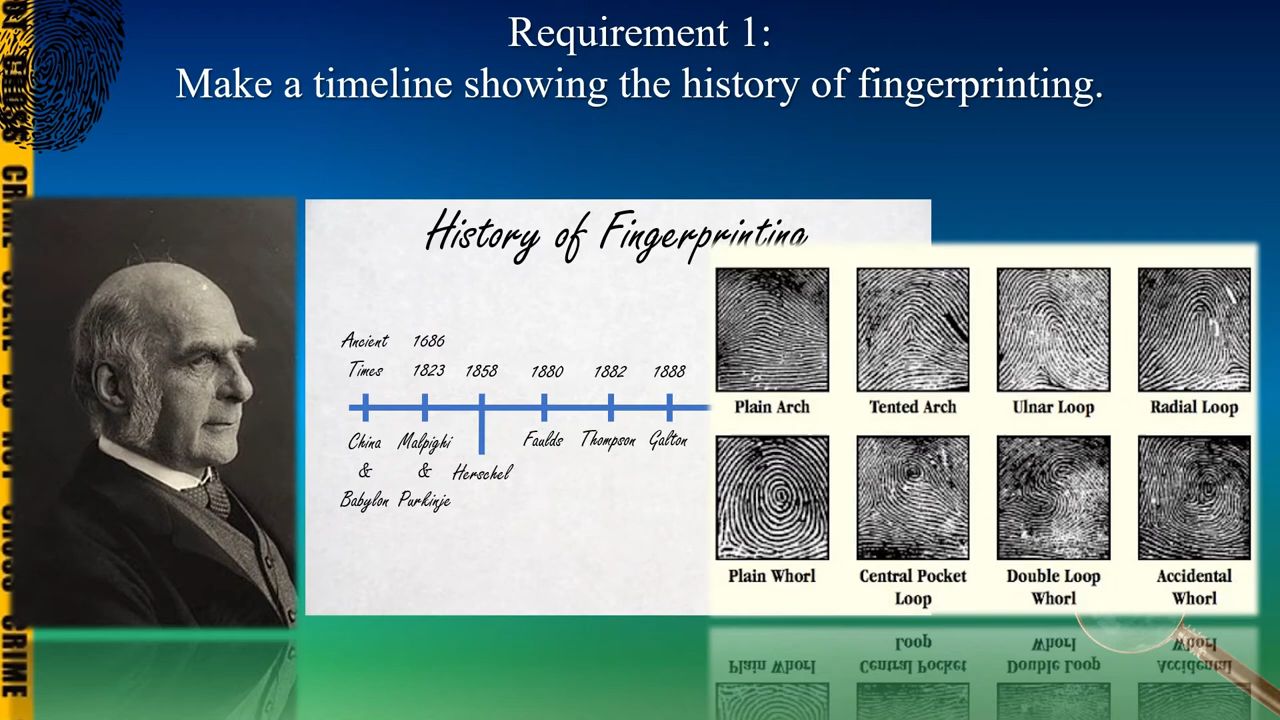 Requirement 1:
Make a timeline showing the history of fingerprinting.
History of Fingerprinting
Ancient 1686
Times 1823 1858 1880 1882 1888
China Malpighi Faulds Thompson Galton
& & Herschel
Babylon Purkinje
Plain Arch Tented Arch Ulnar Loop Radial Loop
Plain Whorl Central Pocket Double Loop Accidental
Loop Whorl Whorl
CRIME SCENE DO NOT CROSS CRIME